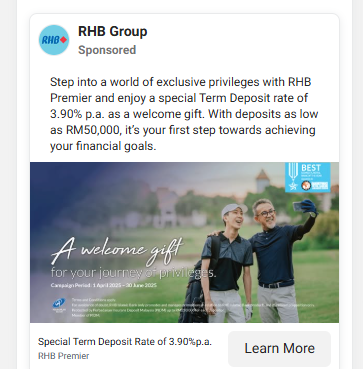 RHB Group
RHB
Sponsored
Step into a world of exclusive privileges with RHB
Premier and enjoy a special Term Deposit rate of
3.90% p.a. as a welcome gift. With deposits as low
as RM50,000, it's your first step towards achieving
your financial goals.
BEST
A welcome gift
for your journey of privileges.
Campaign Period: 1 April 2025 - 30 June 2025
Special Term Deposit Rate of 3.90%p.a.
RHB Premier
Learn More